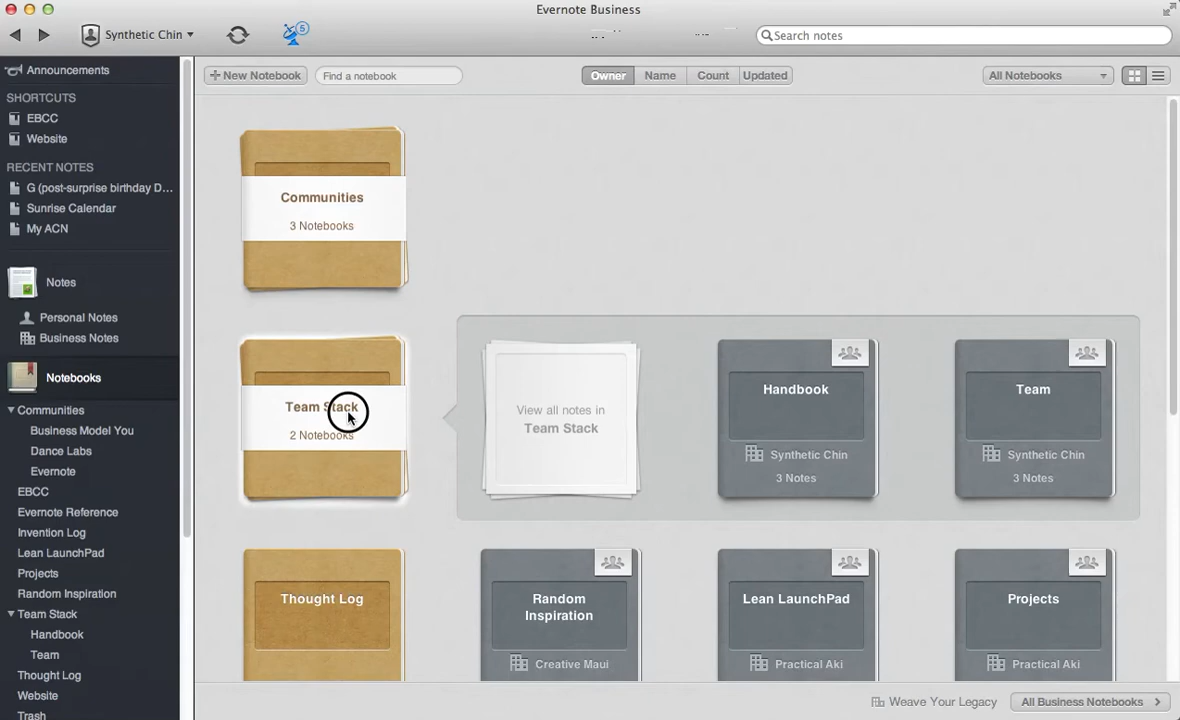 Evernote Business
Synthetic Chin
5
Search notes
Announcements
SHORTCUTS
EBCC
Website
RECENT NOTES
G (post-surprise birthday D...
Sunrise Calendar
My ACN
Notes
Personal Notes
Business Notes
Notebooks
Communities
Business Model You
Dance Labs
Evernote
EBCC
Evernote Reference
Invention Log
Lean LaunchPad
Projects
Random Inspiration
Team Stack
Handbook
Team
Thought Log
Website
Trash
+ New Notebook
Find a notebook
Owner
Name
Count
Updated
All Notebooks
Communities
3 Notebooks
Team Stack
2 Notebooks
View all notes in
Team Stack
Handbook
Synthetic Chin
3 Notes
Team
Synthetic Chin
3 Notes
Thought Log
Random
Inspiration
Creative Maui
Lean LaunchPad
Practical Aki
Projects
Practical Aki
Weave Your Legacy
All Business Notebooks